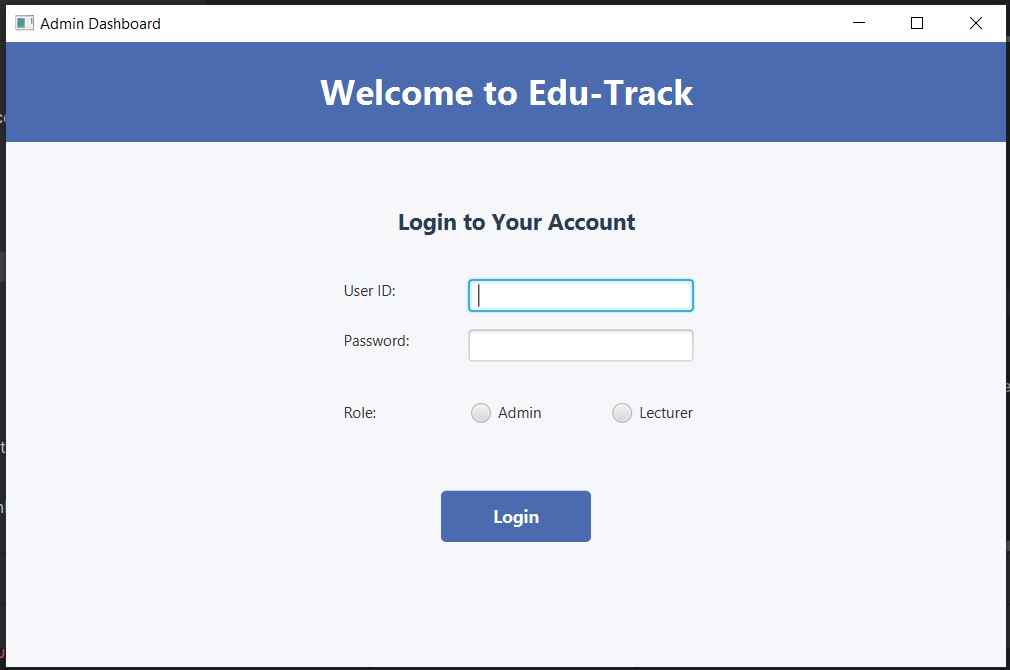 Admin Dashboard
Welcome to Edu-Track
Login to Your Account
User ID:
Password:
Role: Admin Lecturer
Login